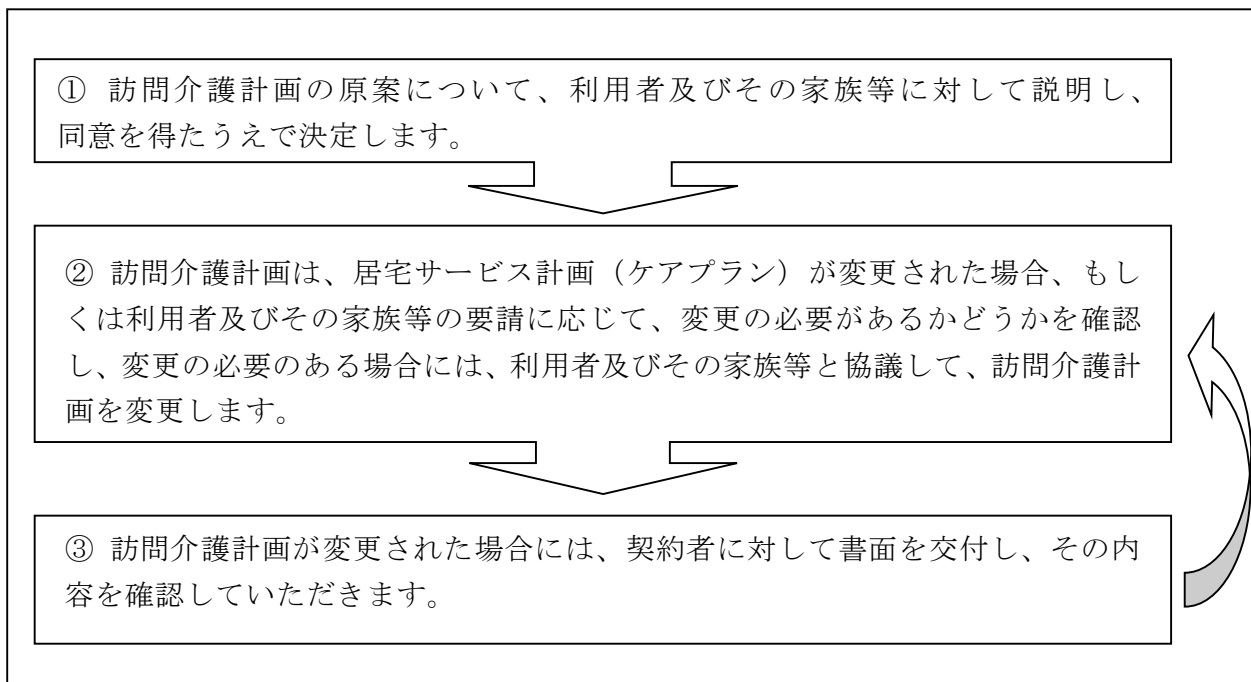 ① 訪問介護計画の原案について、利用者及びその家族等に対して説明し、
同意を得たうえで決定します。
② 訪問介護計画は、居宅サービス計画（ケアプラン）が変更された場合、もし
くは利用者及びその家族等の要請に応じて、変更の必要があるかどうかを確認
し、変更の必要のある場合には、利用者及びその家族等と協議して、訪問介護計
画を変更します。
③ 訪問介護計画が変更された場合には、契約者に対して書面を交付し、その内
容を確認していただきます。